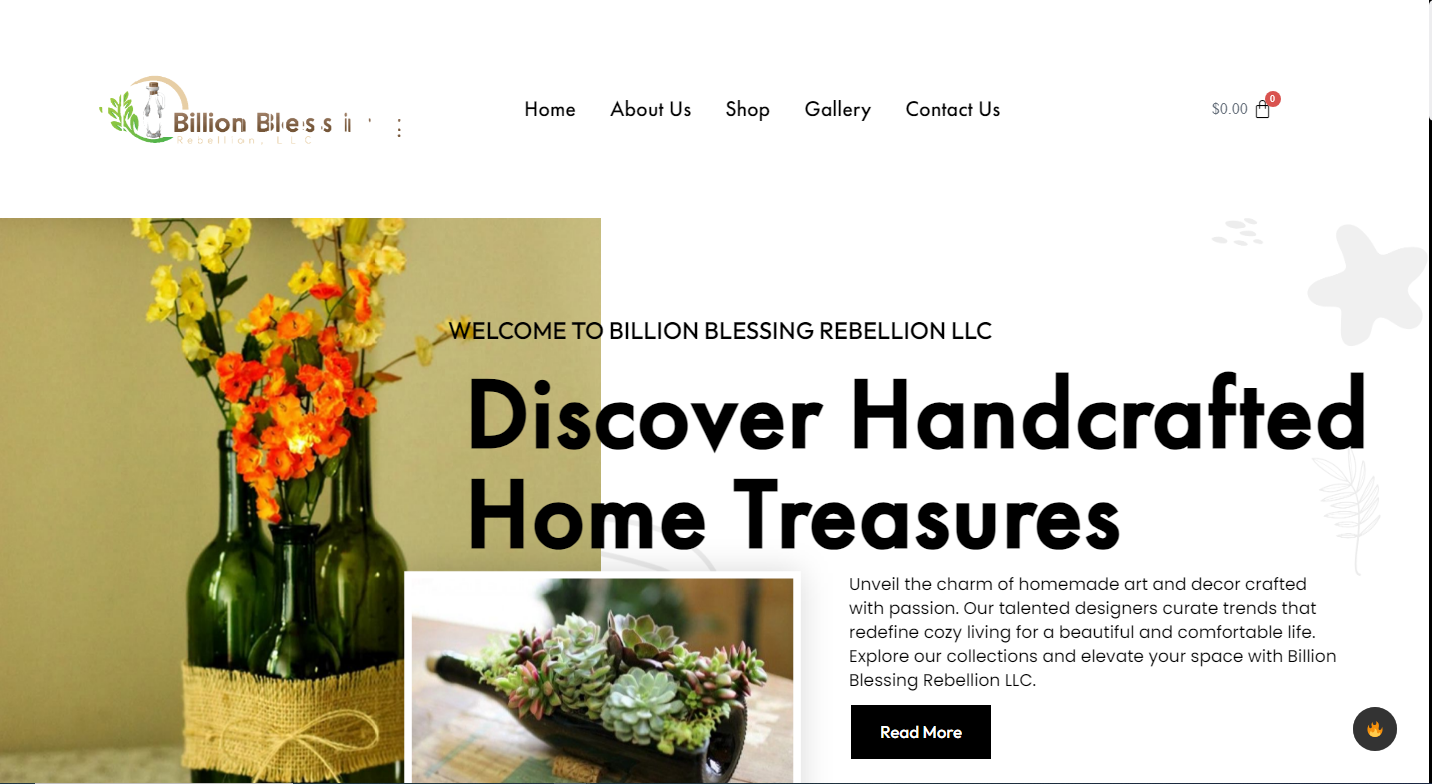 Billion Blessi
Rebellion, LLC
Home About Us Shop Gallery Contact Us
$0.00 0
WELCOME TO BILLION BLESSING REBELLION LLC
Discover Handcrafted
Home Treasures
Unveil the charm of homemade art and decor crafted
with passion. Our talented designers curate trends that
redefine cozy living for a beautiful and comfortable life.
Explore our collections and elevate your space with Billion
Blessing Rebellion LLC.
Read More